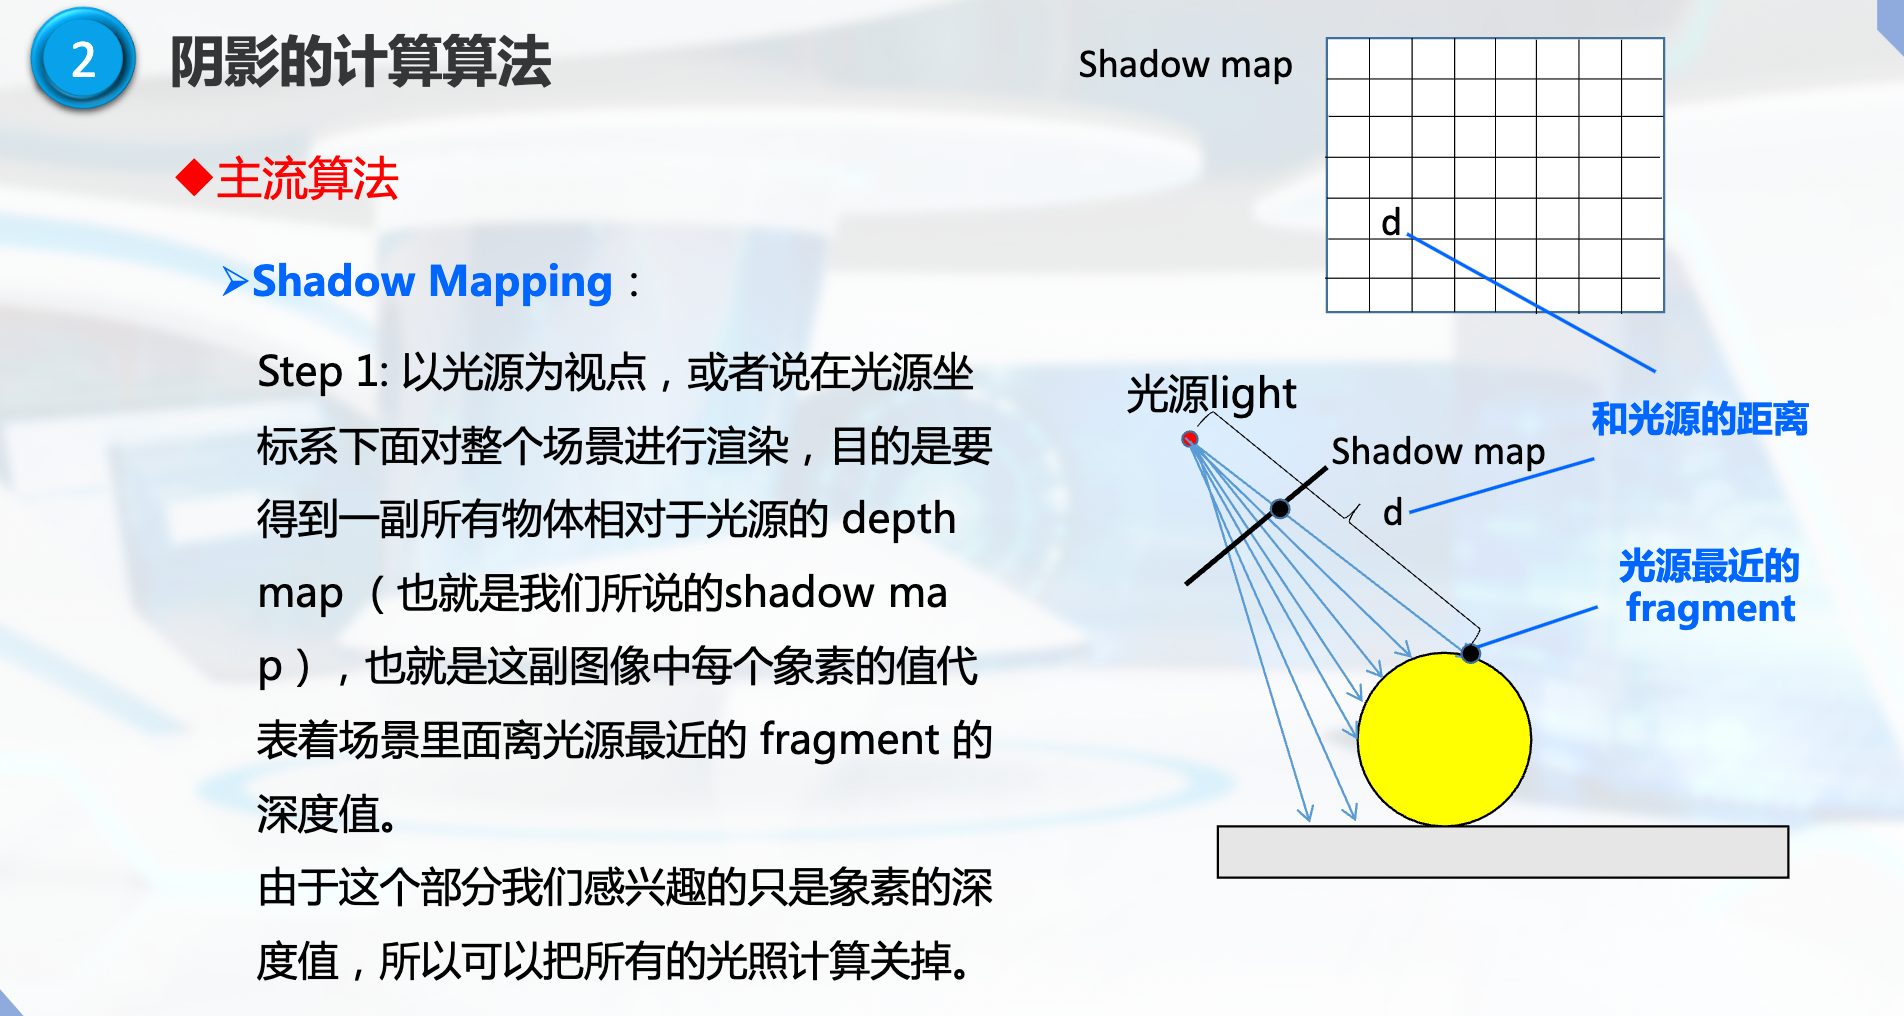 2
阴影的计算算法
◆主流算法
➢Shadow Mapping：
Step 1: 以光源为视点，或者说在光源坐
标系下面对整个场景进行渲染，目的是要
得到一副所有物体相对于光源的 depth
map （也就是我们所说的shadow ma
p），也就是这副图像中每个象素的值代
表着场景里面离光源最近的 fragment 的
深度值。
由于这个部分我们感兴趣的只是象素的深
度值，所以可以把所有的光照计算关掉。
Shadow map
d
和光源的距离
光源light
Shadow map
d
光源最近的
fragment